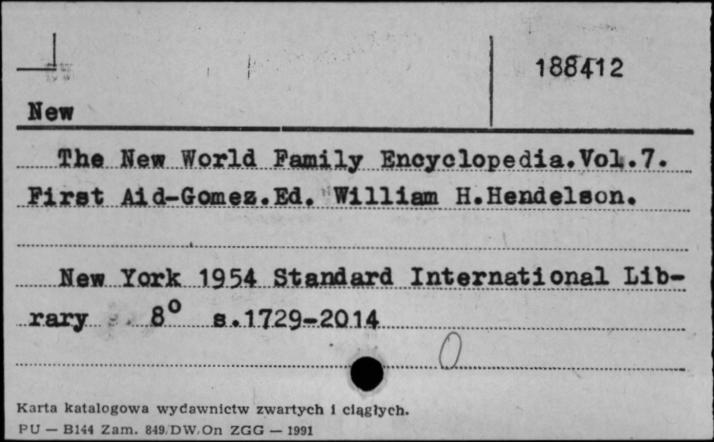 188412
New
The New World Family Encyclopedia.Vol.7.
First Aid-Gomez.Ed. William H.Hendelson.
New York 1954 Standard International Lib-
rary 8° s.1729-2014
0
Karta katalogowa wydawnictw zwartych i ciągłych.
PU — B144 Zam. 849/DW/On ZGG — 1991